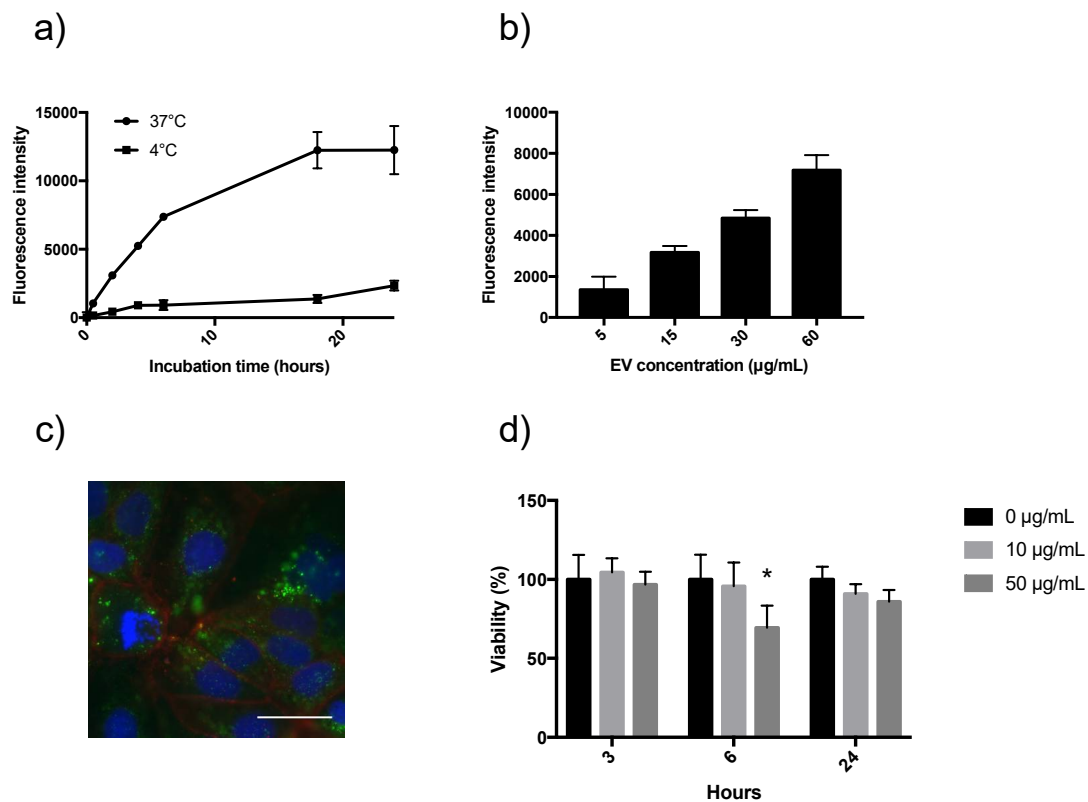 a)
Fluorescence intensity
15000
10000
5000
0
37°C
4°C
0
10
20
Incubation time (hours)
b)
Fluorescence intensity
10000
8000
6000
4000
2000
0
5
15
30
60
EV concentration (µg/mL)
c)
d)
Viability (%)
150
100
50
0
*
3
6
24
Hours
0 µg/mL
10 µg/mL
50 µg/mL